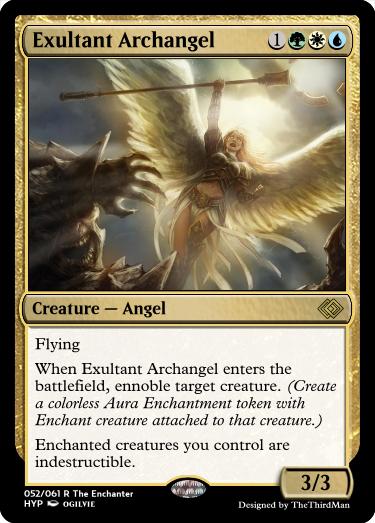 Exultant Archangel 1
Creature — Angel
Flying
When Exultant Archangel enters the
battlefield, ennoble target creature. (Create
a colorless Aura Enchantment token with
Enchant creature attached to that creature.)
Enchanted creatures you control are
indestructible.
3/3
052/061 R The Enchanter
HYP OGILVIE
Designed by TheThirdMan